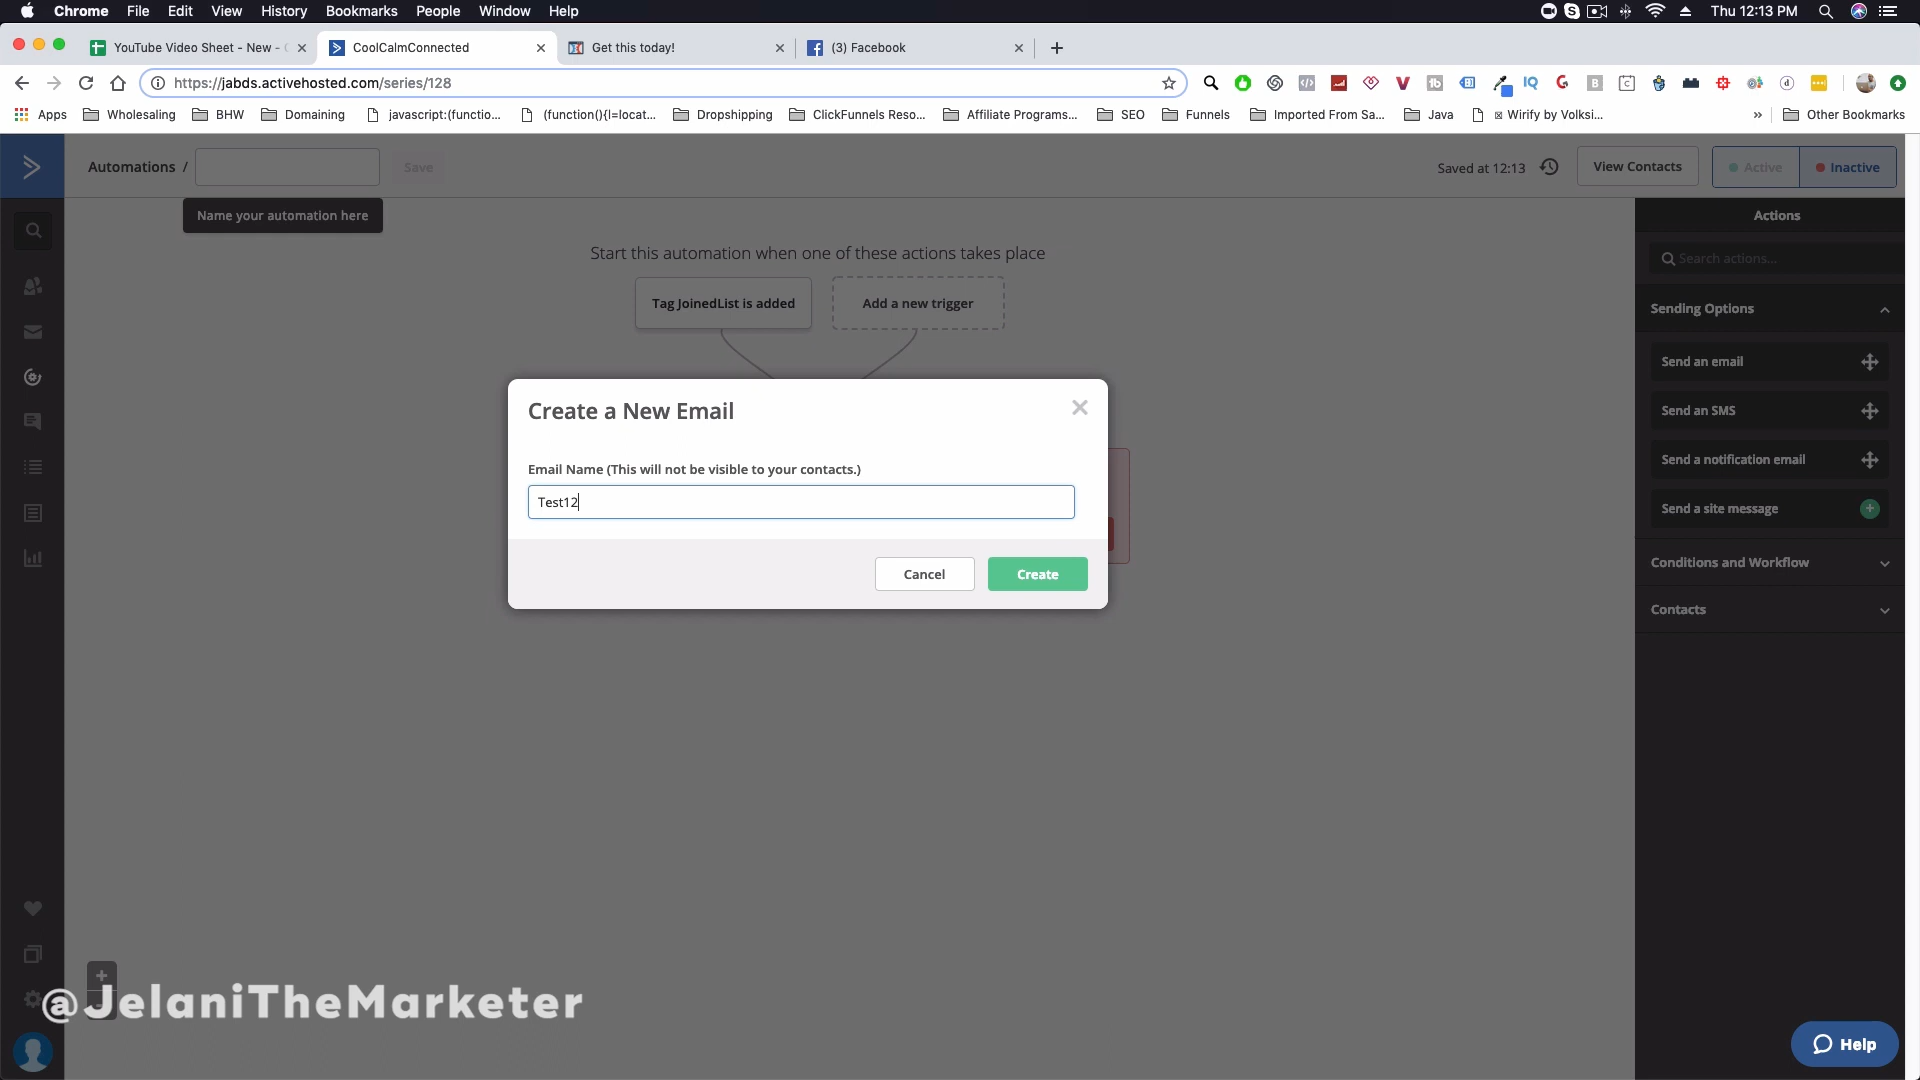 Chrome File Edit View History Bookmarks People Window Help Thu 12:13 PM
YouTube Video Sheet - New - CoolCalmConnected Get this today! (3) Facebook
https://jabds.activehosted.com/series/128
Apps Wholesaling BHW Domaining javascript:(functio... (function(){l=locat... Dropshipping ClickFunnels Reso... Affiliate Programs... SEO Funnels Imported From Sa... Java Wirify by Volksi... » Other Bookmarks
Automations / Save Saved at 12:13 View Contacts Active Inactive
Name your automation here
Actions
Start this automation when one of these actions takes place
Search actions...
Tag JoinedList is added Add a new trigger
Sending Options
Send an email
Send an SMS
Send a notification email
Send a site message
Conditions and Workflow
Contacts
Create a New Email
Email Name (This will not be visible to your contacts.)
Test12
Cancel Create
@JelaniTheMarketer
Help